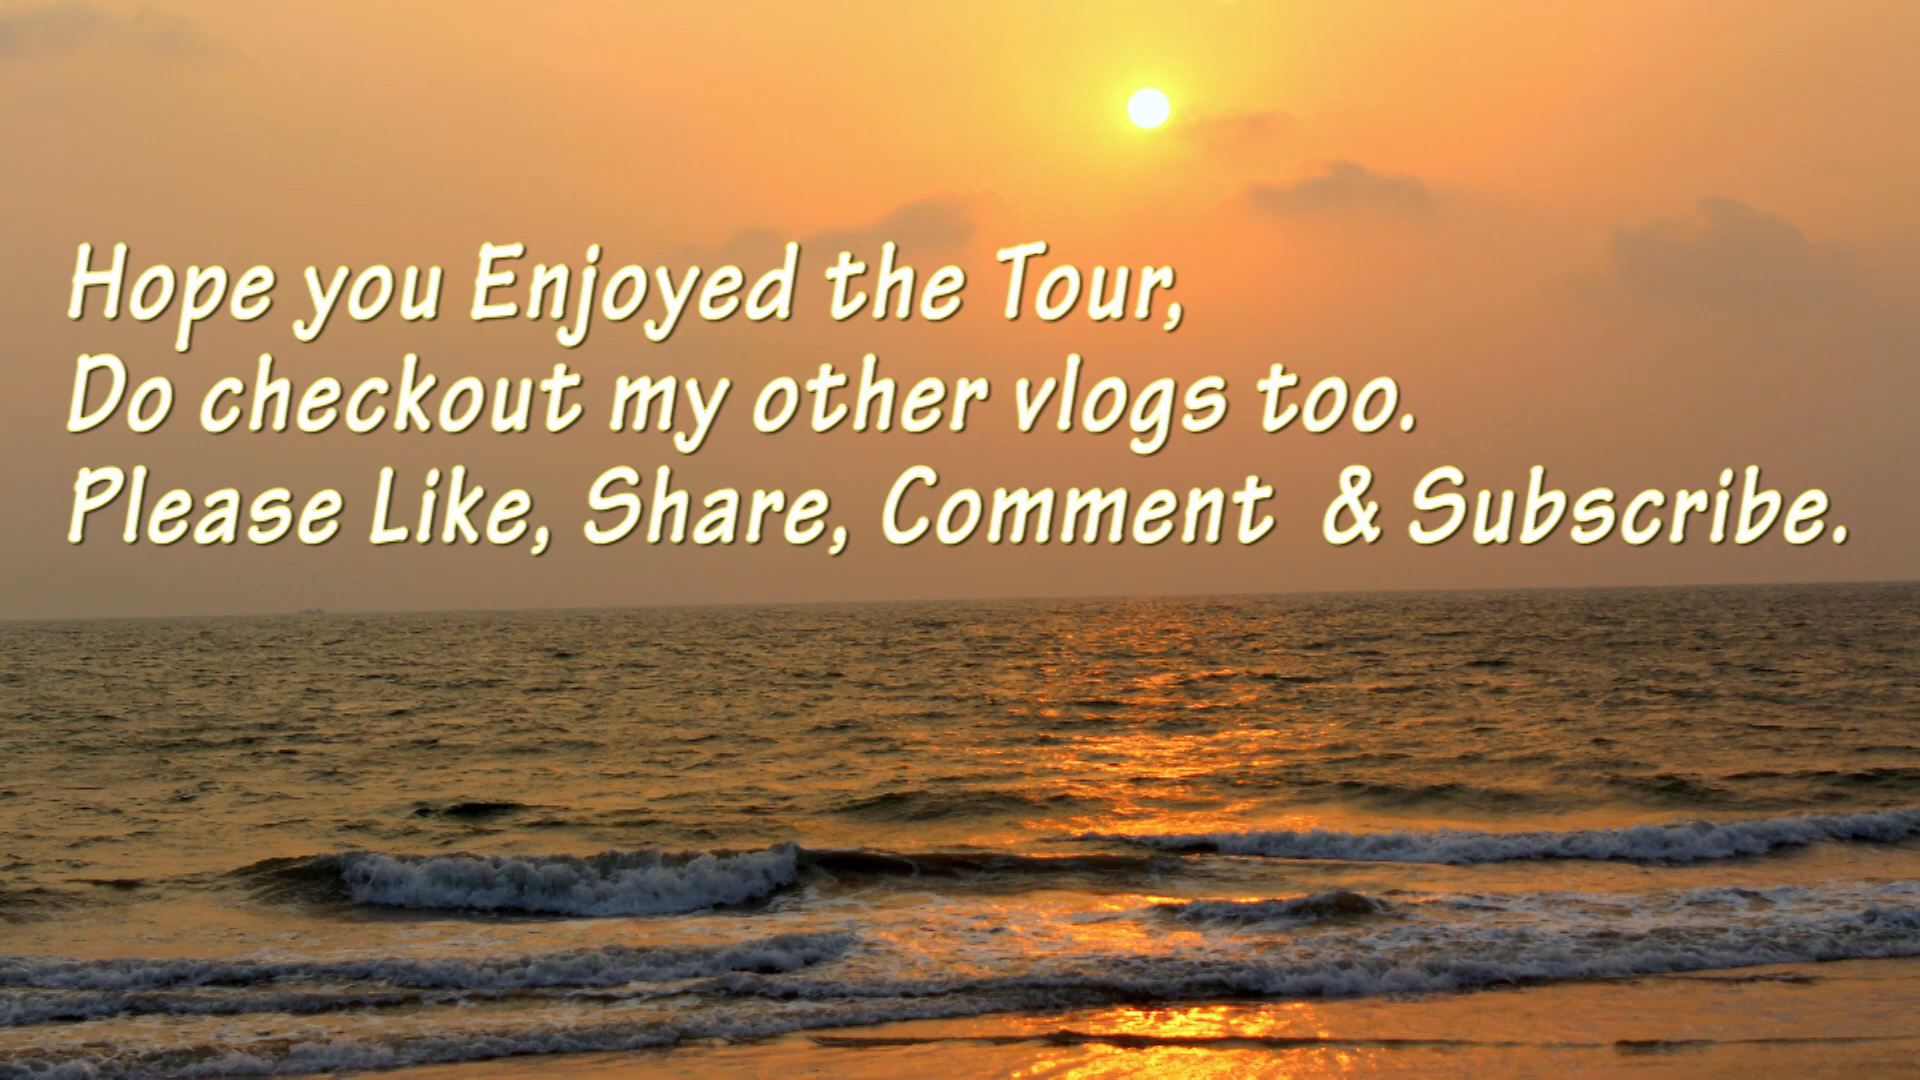 Hope you Enjoyed the Tour,
Do checkout my other vlogs too.
Please Like, Share, Comment & Subscribe.